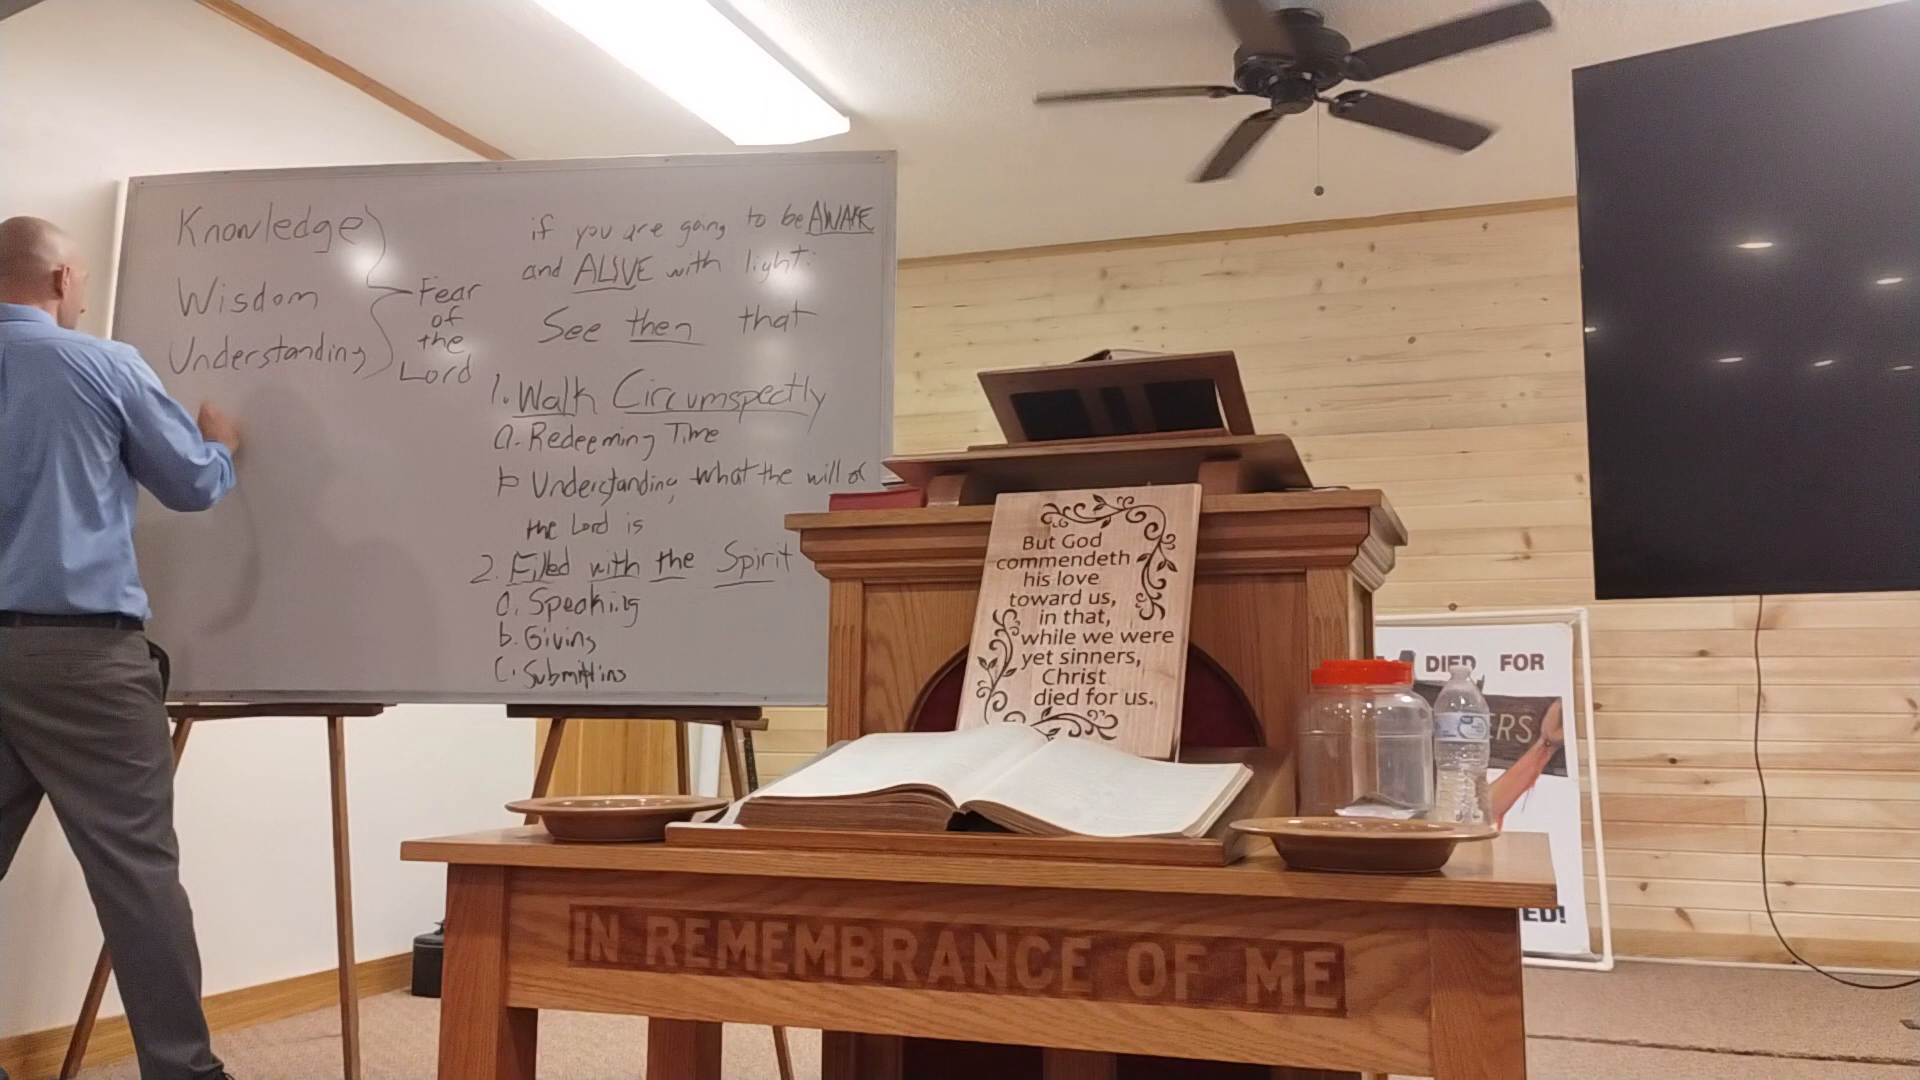 Knowledge
Wisdom
Understanding
Fear
of
the
Lord
if you are going to be AWAKE
and ALIVE with light:
See then that
1. Walk Circumspectly
a. Redeeming Time
b Understanding what the will of
the Lord is
2. Filled with the Spirit
a. Speaking
b. Giving
c. Submitting
But God
commendeth
his love
toward us,
in that,
while we were
yet sinners,
Christ
died for us.
DIED FOR
ERS
ED!
IN REMEMBRANCE OF ME